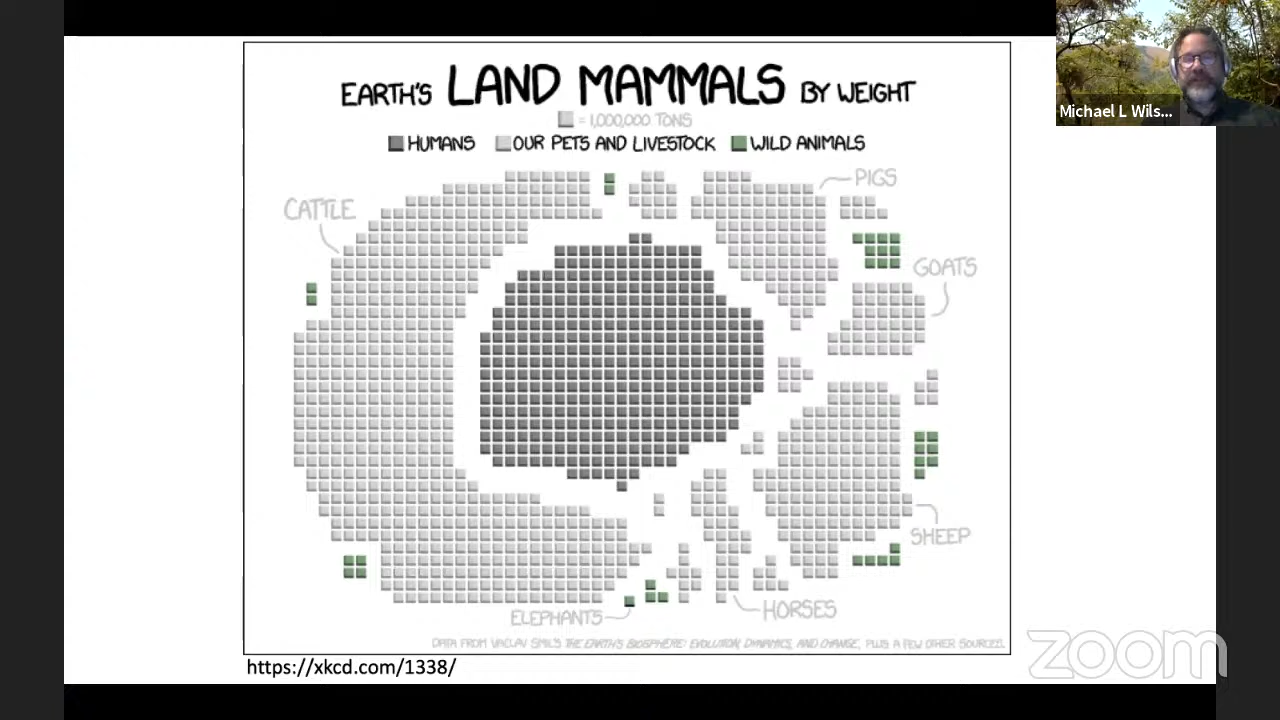 EARTH'S LAND MAMMALS BY WEIGHT
= 1,000,000 TONS
HUMANS OUR PETS AND LIVESTOCK WILD ANIMALS
PIGS
CATTLE
GOATS
SHEEP
HORSES
ELEPHANTS
DATA FROM VACLAV SMIL'S THE EARTH'S BIOSPHERE: EVOLUTION, DYNAMICS, AND CHANGE, PLUS A FEW OTHER SOURCES.
https://xkcd.com/1338/
Michael L Wils...
zoom